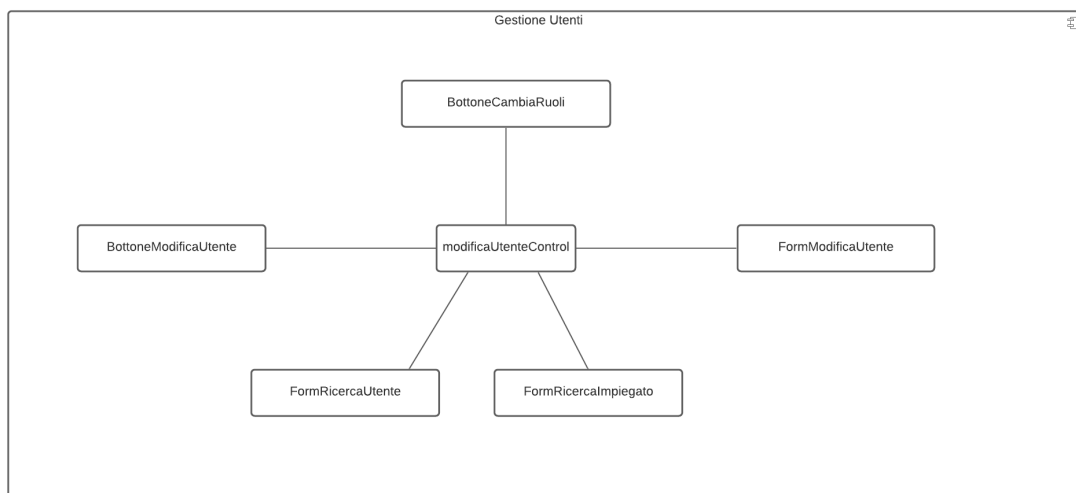 Gestione Utenti
BottoneCambiaRuoli
BottoneModificaUtente
modificaUtenteControl
FormModificaUtente
FormRicercaUtente
FormRicercaImpiegato